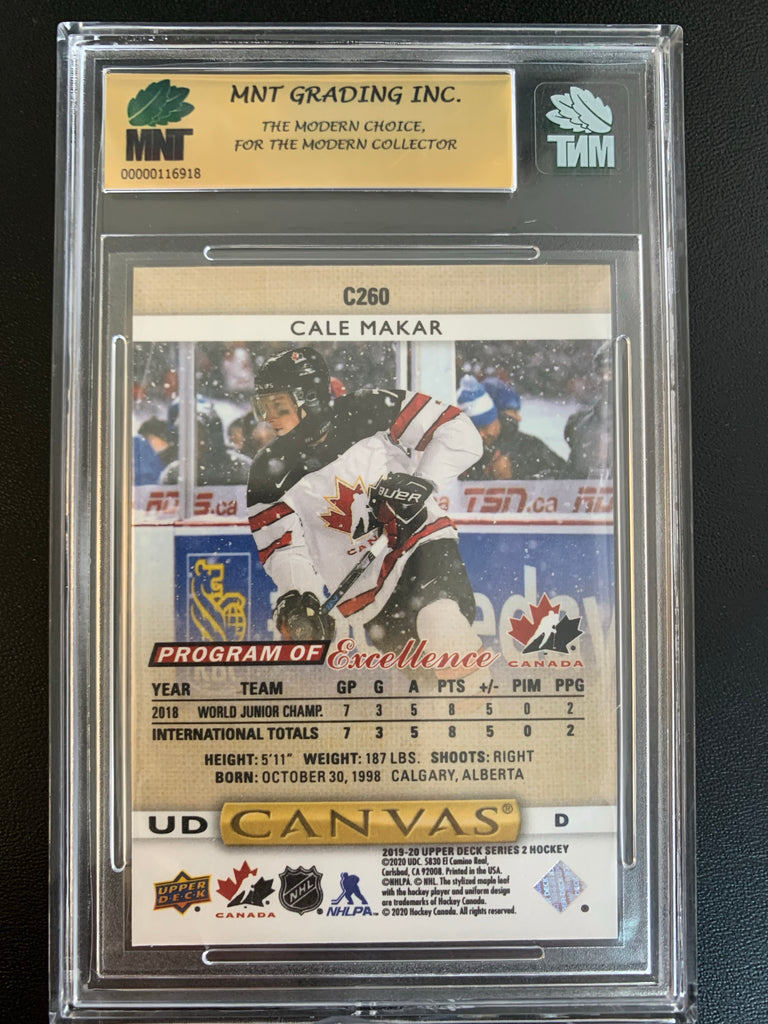 MNT GRADING INC.
THE MODERN CHOICE,
FOR THE MODERN COLLECTOR
MNT
00000116918
MNT
C260
CALE MAKAR
S.ca
TSN.ca
BAUER
CANADA
PROGRAM OF Excellence
CANADA
YEAR TEAM GP G A PTS +/- PIM PPG
2018 WORLD JUNIOR CHAMP. 7 3 5 8 5 0 2
INTERNATIONAL TOTALS 7 3 5 8 5 0 2
HEIGHT: 5'11" WEIGHT: 187 LBS. SHOOTS: RIGHT
BORN: OCTOBER 30, 1998 CALGARY, ALBERTA
UD CANVAS® D
2019-20 UPPER DECK SERIES 2 HOCKEY
©2020 UDC. 5830 El Camino Real,
Carlsbad, CA 92008. Printed in the USA.
©NHLPA. © NHL. The stylized maple leaf
with the hockey player and uniform design
are trademarks of Hockey Canada.
© 2020 Hockey Canada. All rights reserved.
UPPER DECK
CANADA
NHL
NHLPA